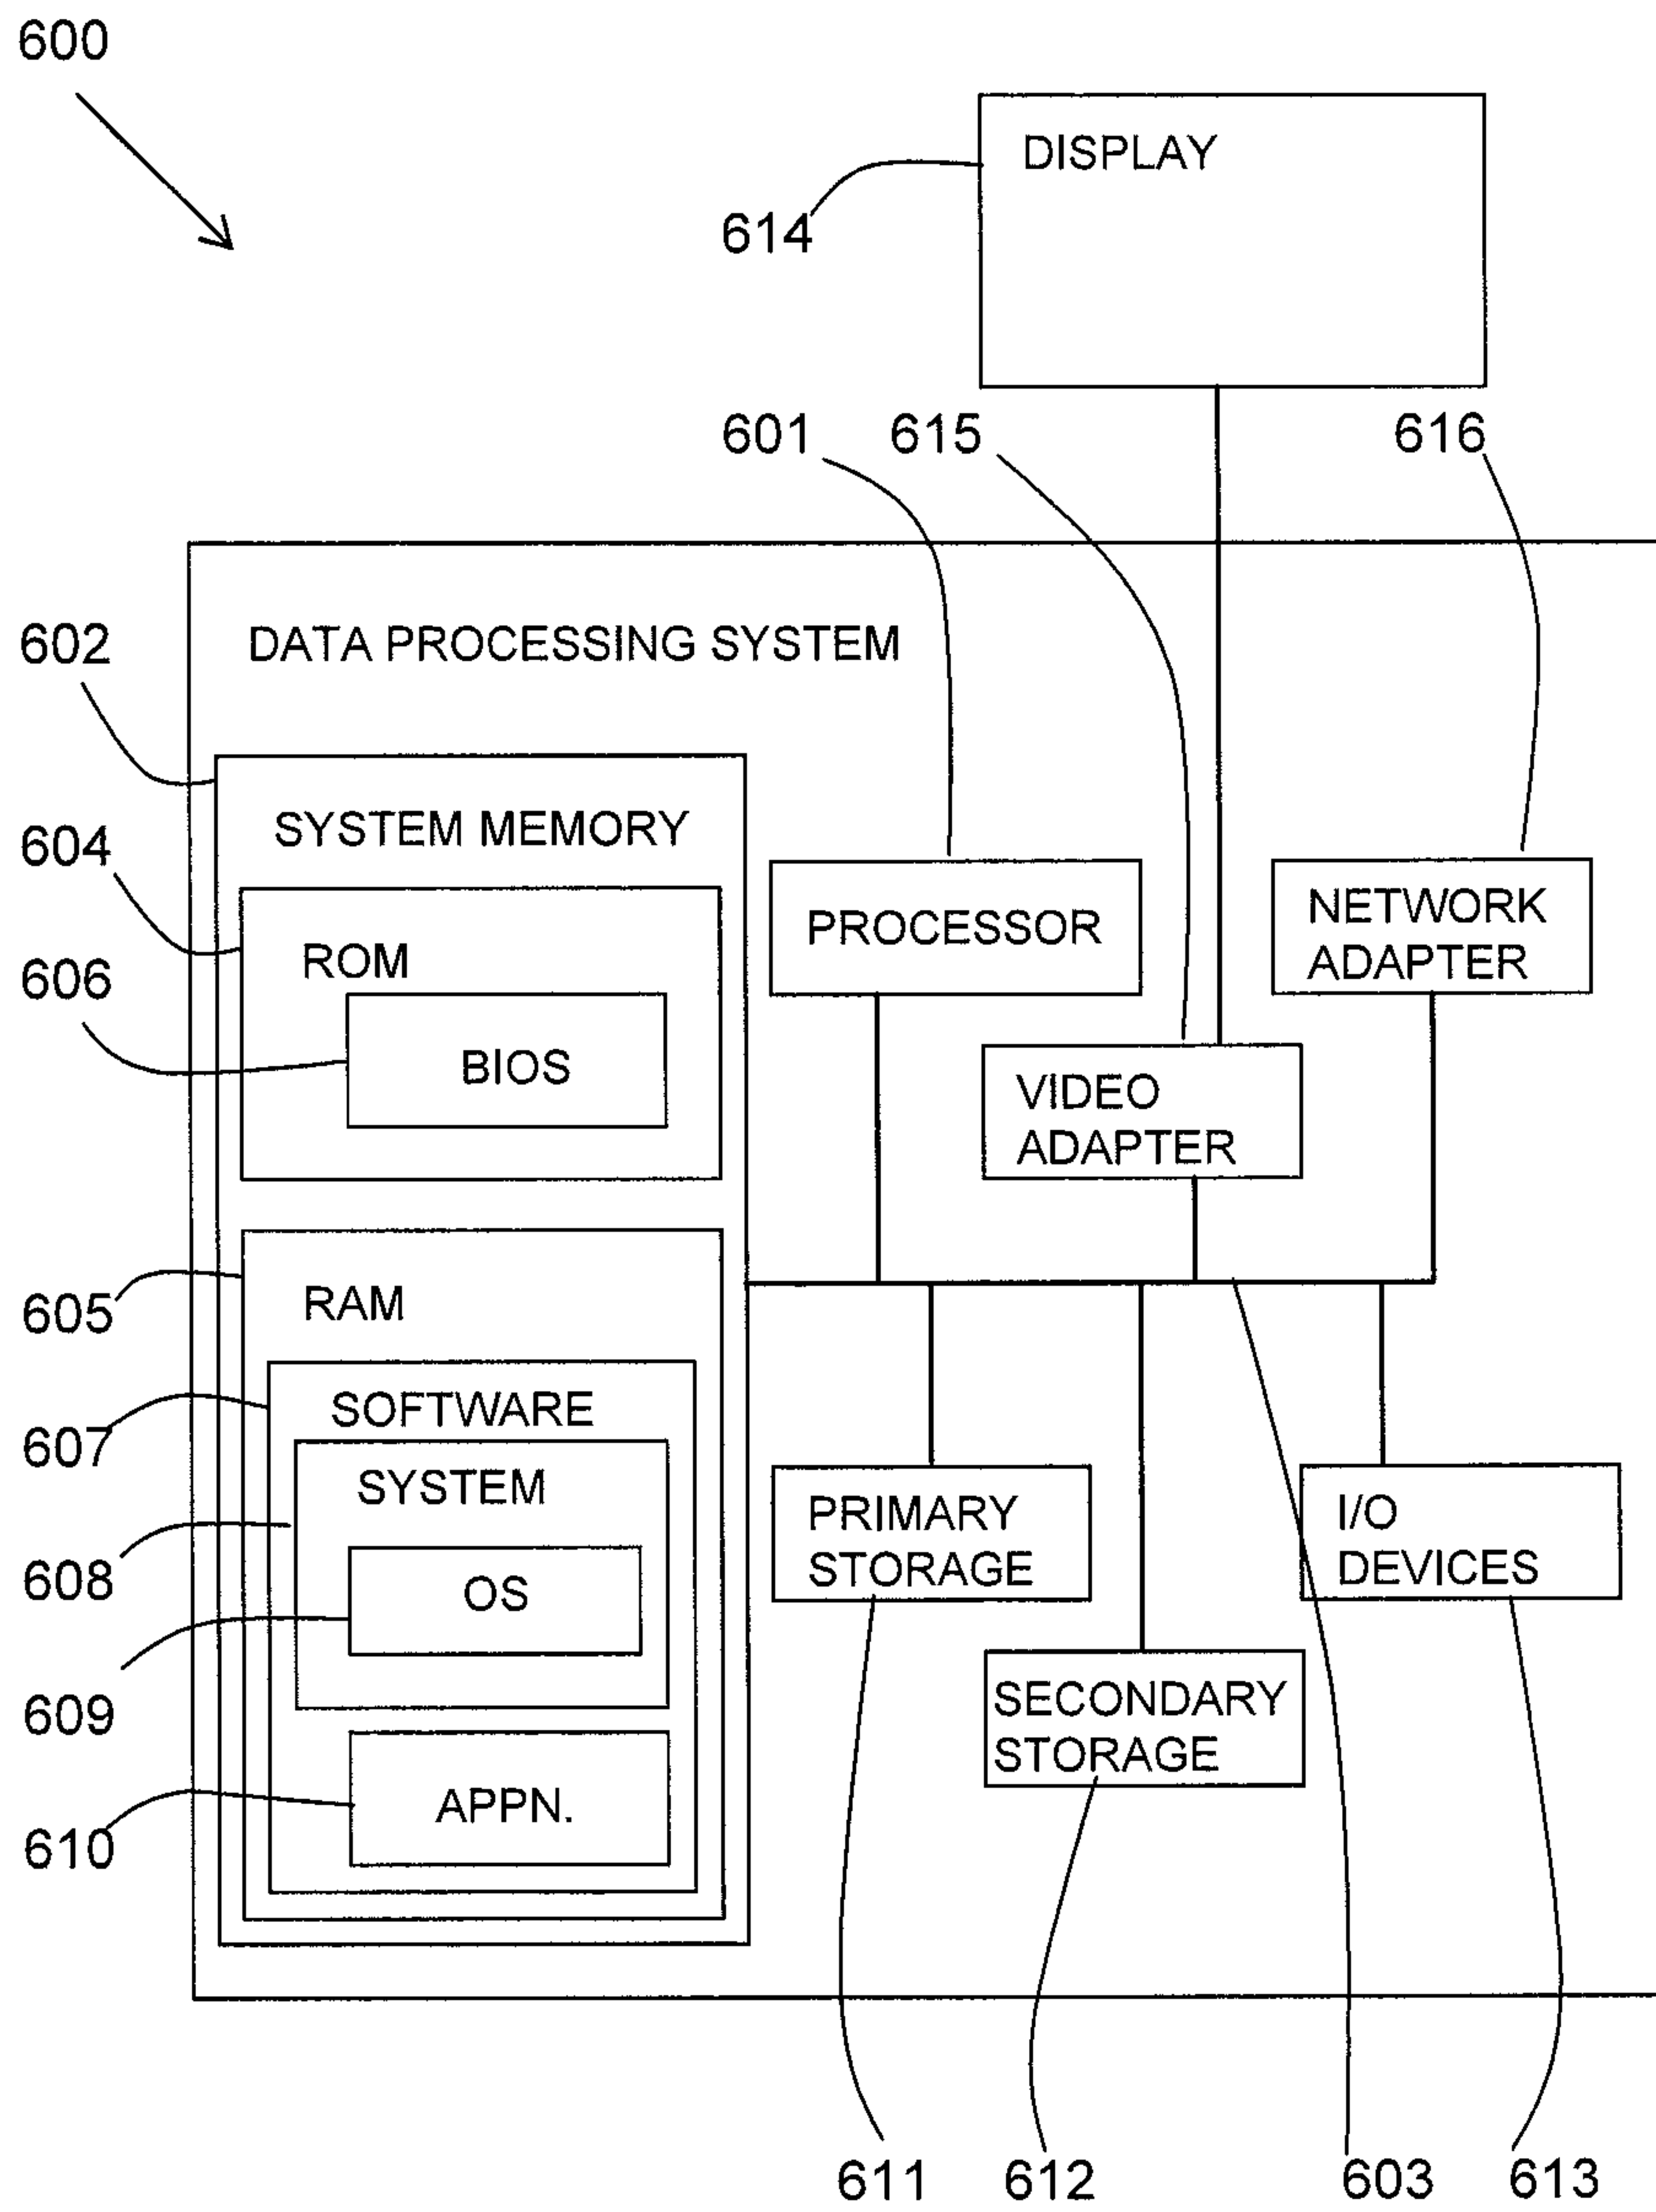 600
DISPLAY
614
601
615
616
602
DATA PROCESSING SYSTEM
SYSTEM MEMORY
604
ROM
606
BIOS
PROCESSOR
NETWORK
ADAPTER
VIDEO
ADAPTER
605
RAM
607
SOFTWARE
SYSTEM
608
OS
609
610
APPN.
PRIMARY
STORAGE
I/O
DEVICES
SECONDARY
STORAGE
611
612
603
613